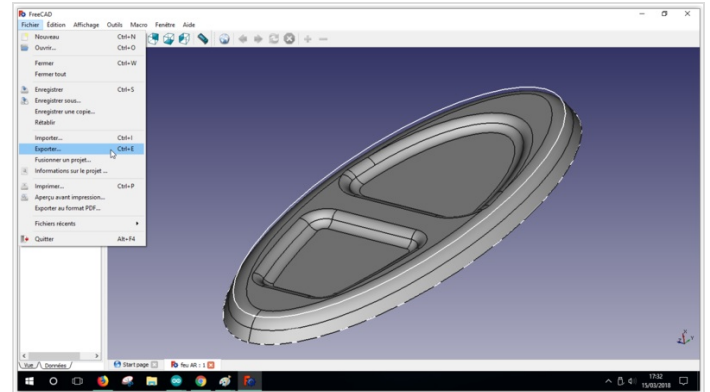 FreeCAD
Fichier Édition Affichage Outils Macro Fenêtre Aide
Nouveau Ctrl+N
Ouvrir... Ctrl+O
Fermer Ctrl+W
Fermer tout
Enregistrer Ctrl+S
Enregistrer sous...
Enregistrer une copie...
Rétablir
Importer... Ctrl+I
Exporter... Ctrl+E
Fusionner un projet...
Informations sur le projet ...
Imprimer... Ctrl+P
Aperçu avant impression...
Exporter au format PDF...
Fichiers récents
Quitter Alt+F4
Vue Données
Start page
feu AR : 1
17:32
15/03/2018